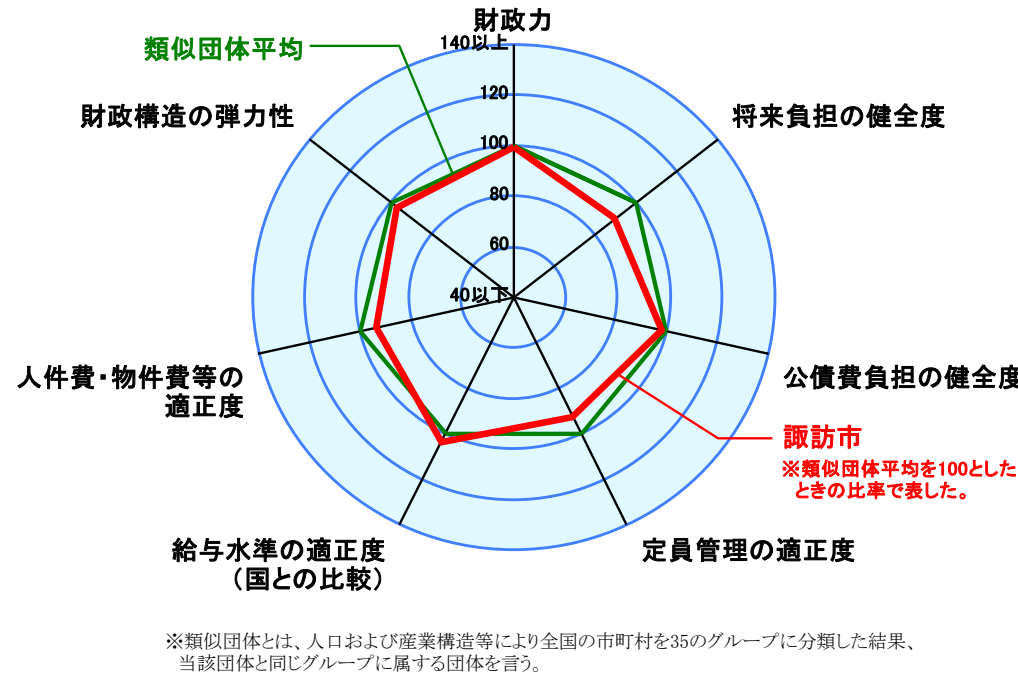 財政力
140以上
類似団体平均
120
財政構造の弾力性
将来負担の健全度
100
80
60
40以下
人件費・物件費等の
適正度
公債費負担の健全度
諏訪市
※類似団体平均を100とした
ときの比率で表した。
給与水準の適正度
（国との比較）
定員管理の適正度
※類似団体とは、人口および産業構造等により全国の市町村を35のグループに分類した結果、
当該団体と同じグループに属する団体を言う。